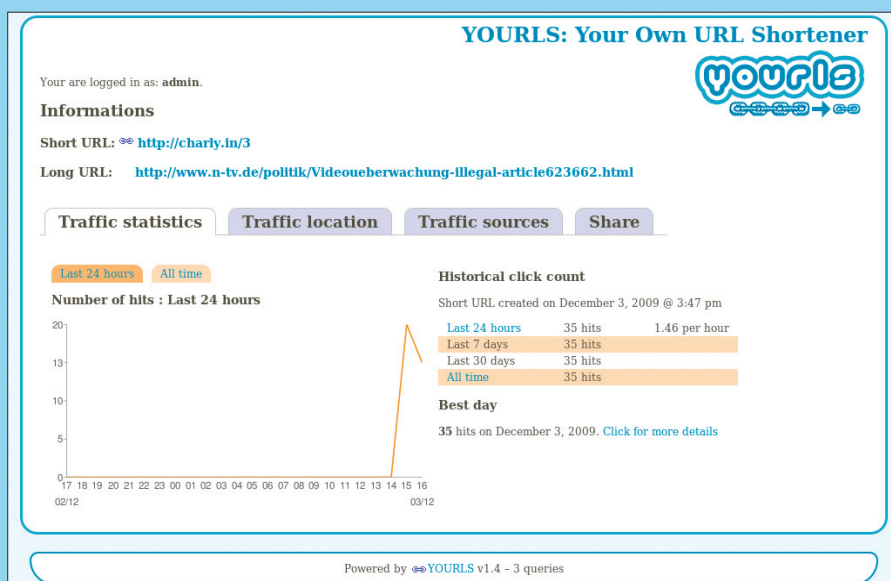 YOURLS: Your Own URL Shortener
yourls
Your are logged in as: admin.
Informations
Short URL: http://charly.in/3
Long URL: http://www.n-tv.de/politik/Videoueberwachung-illegal-article623662.html
Traffic statistics Traffic location Traffic sources Share
Last 24 hours All time
Number of hits : Last 24 hours
20
13
10
5
0
17 18 19 20 21 22 23 00 01 02 03 04 05 06 07 08 09 10 11 12 13 14 15 16
02/12 03/12
Historical click count
Short URL created on December 3, 2009 @ 3:47 pm
Last 24 hours 35 hits 1.46 per hour
Last 7 days 35 hits
Last 30 days 35 hits
All time 35 hits
Best day
35 hits on December 3, 2009. Click for more details
Powered by YOURLS v1.4 – 3 queries